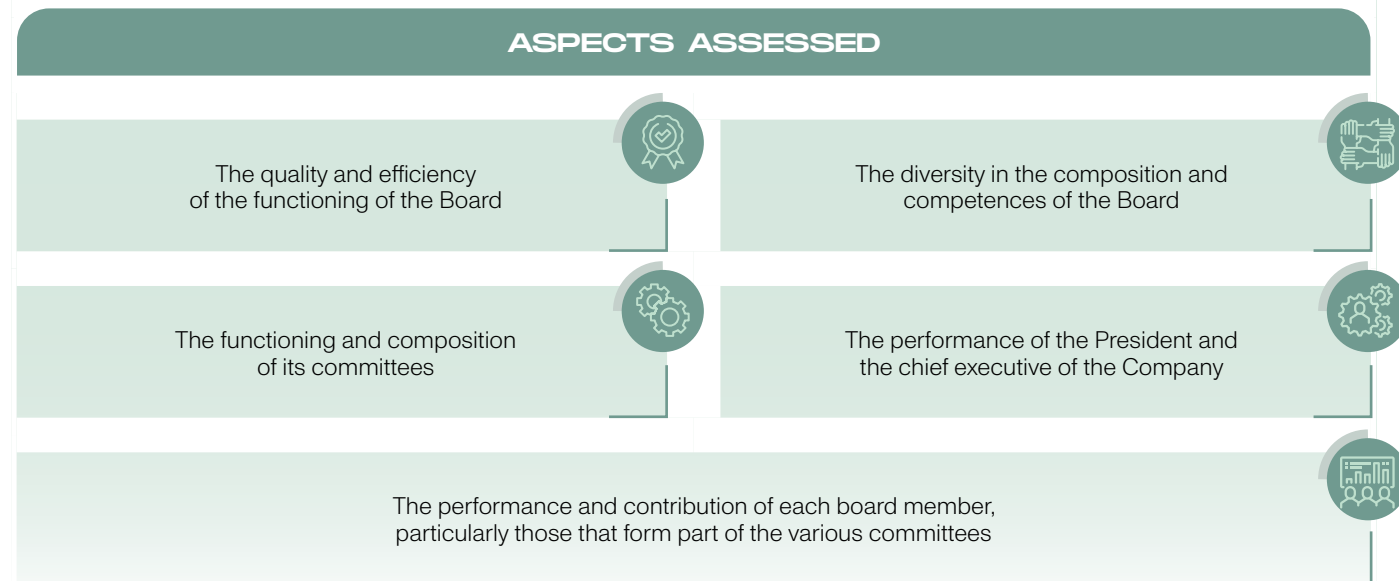 ASPECTS ASSESSED
The quality and efficiency
of the functioning of the Board
The diversity in the composition and
competences of the Board
The functioning and composition
of its committees
The performance of the President and
the chief executive of the Company
The performance and contribution of each board member,
particularly those that form part of the various committees